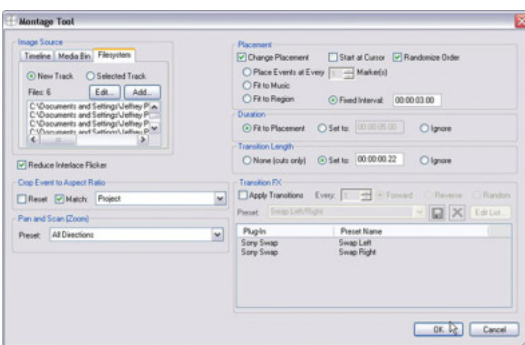 Montage Tool
Image Source
Timeline Media Bin Filesystem
New Track Selected Track
Files: 6 Edit... Add...
C:\Documents and Settings\Jeffrey P
C:\Documents and Settings\Jeffrey P
C:\Documents and Settings\Jeffrey P
C:\Documents and Settings\Jeffrey P
Reduce Interlace Flicker
Crop Event to Aspect Ratio
Reset Match: Project
Pan and Scan (Zoom)
Preset: All Directions
Placement
Change Placement Start at Cursor Randomize Order
Place Events at Every 1 Marker(s)
Fit to Music
Fit to Region Fixed Interval: 00:00:03.00
Duration
Fit to Placement Set to: 00:00:05.00 Ignore
Transition Length
None (cuts only) Set to: 00:00:00.22 Ignore
Transition FX
Apply Transitions Every: 1 Forward Reverse Random
Preset: Swap Left/Right Edit List...
Plug-In Preset Name
Sony Swap Swap Left
Sony Swap Swap Right
OK Cancel